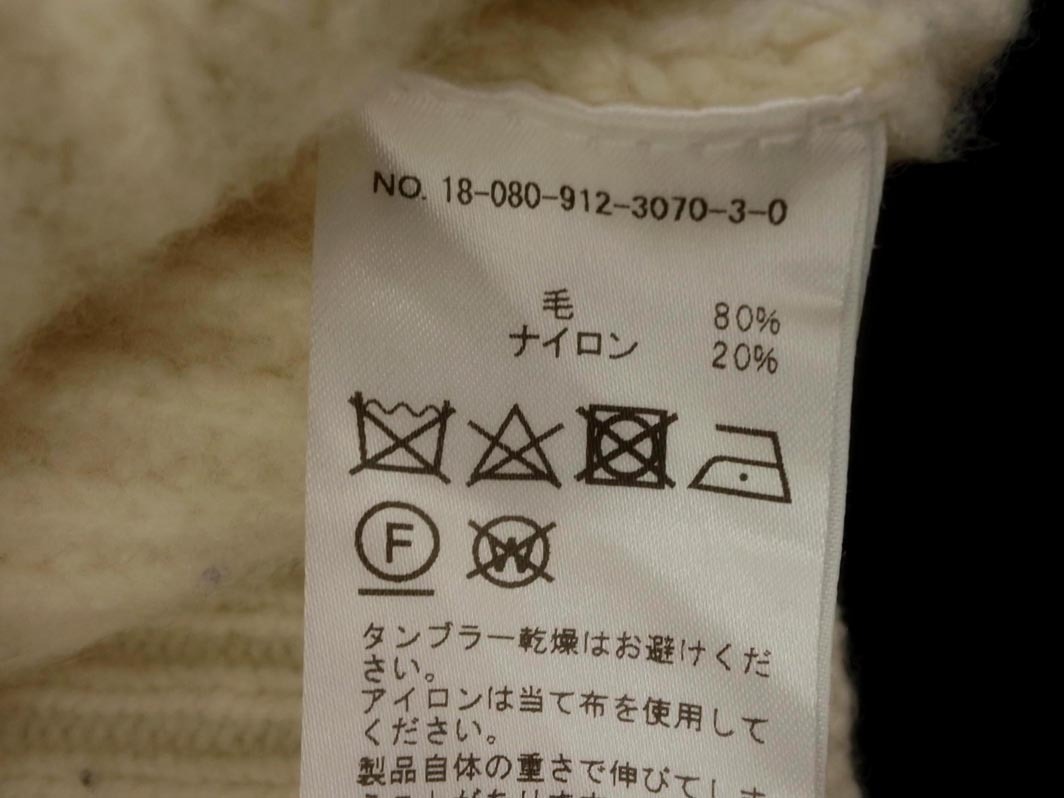 NO. 18-080-912-3070-3-0
毛 80%
ナイロン 20%
F
W
タンブラー乾燥はお避けくだ
さい。
アイロンは当て布を使用して
ください。
製品自体の重さで伸びてしま